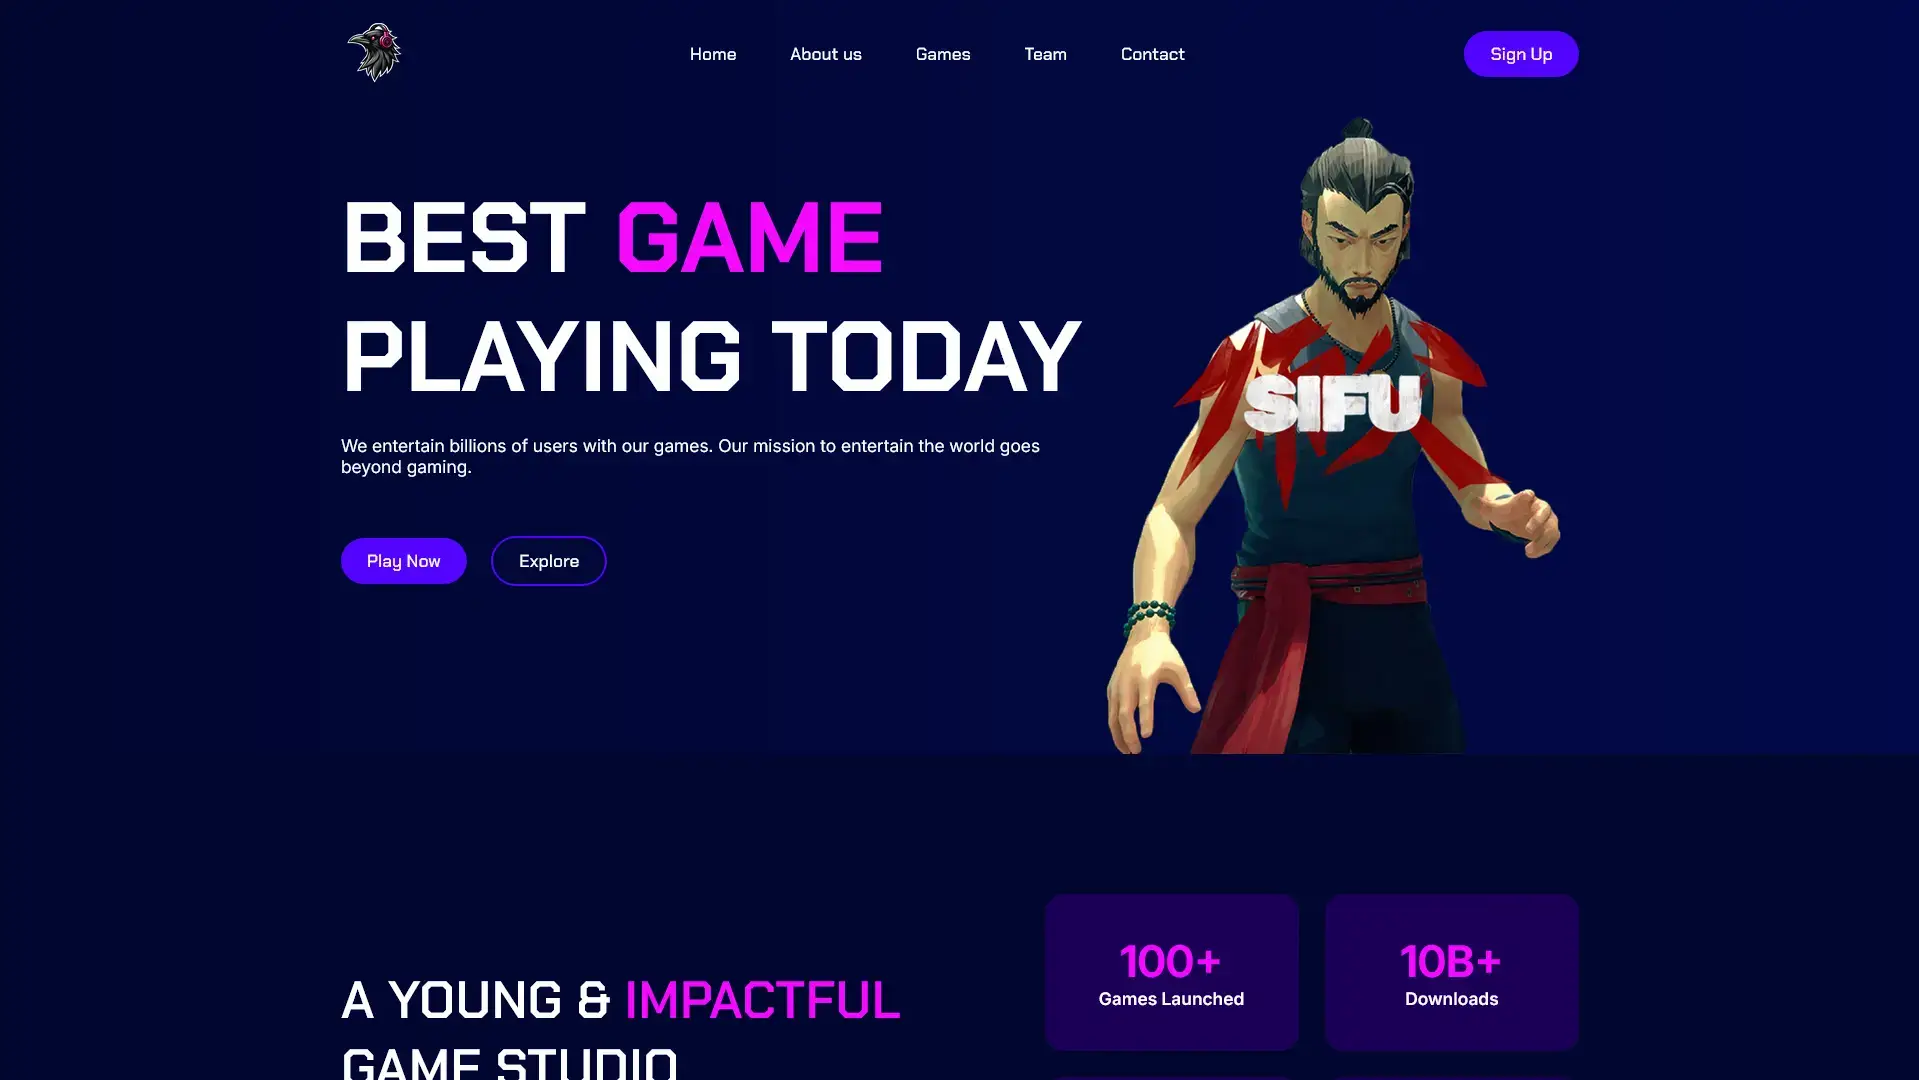 Home
About us
Games
Team
Contact
Sign Up
BEST GAME
PLAYING TODAY
We entertain billions of users with our games. Our mission to entertain the world goes
beyond gaming.
Play Now
Explore
SIFU
A YOUNG & IMPACTFUL
GAME STUDIO
100+
Games Launched
10B+
Downloads